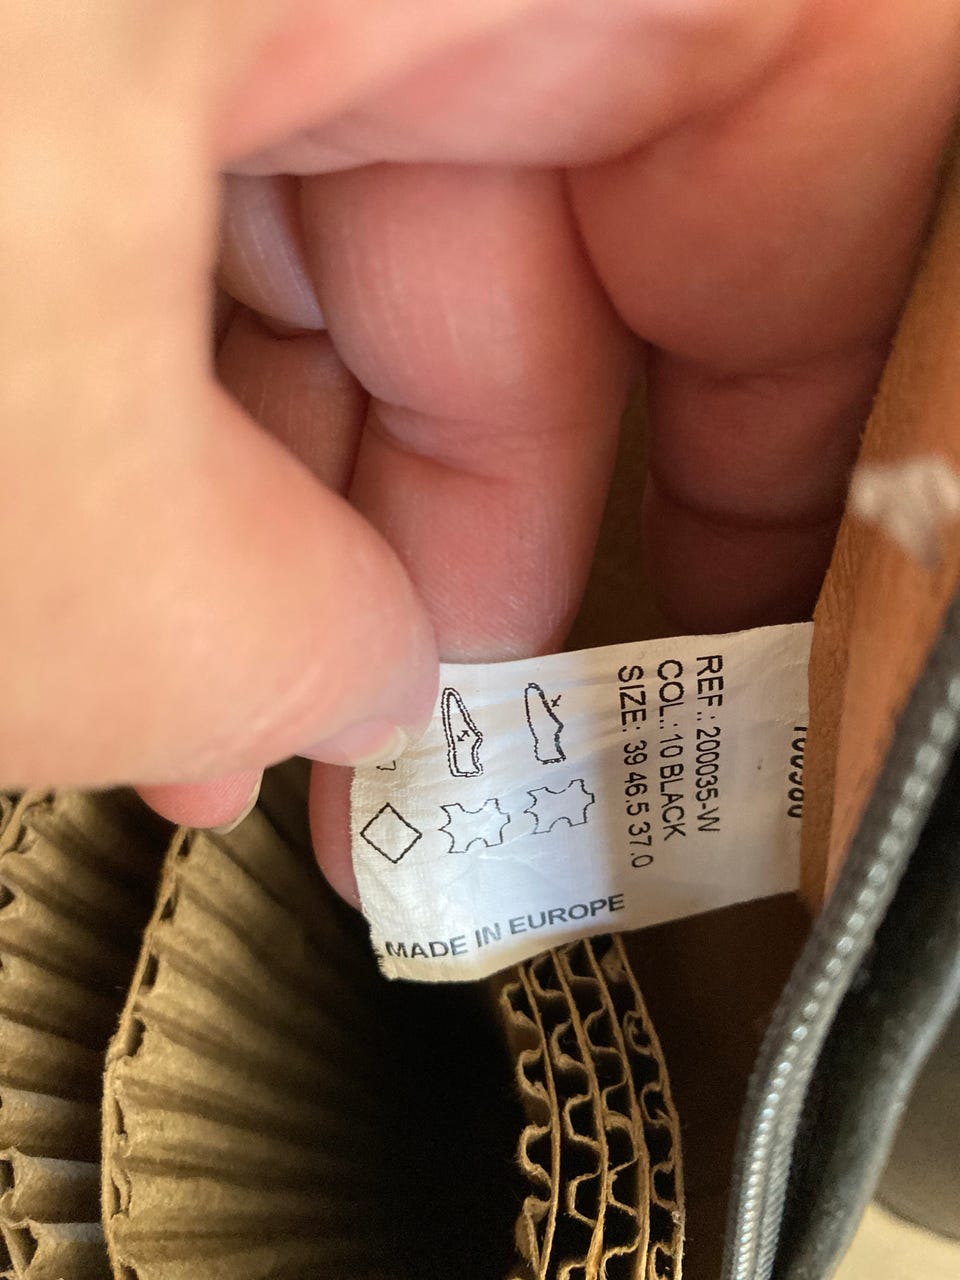 REF.: 200035-W
COL.: 10 BLACK
SIZE: 39 46.5 37.0
MADE IN EUROPE